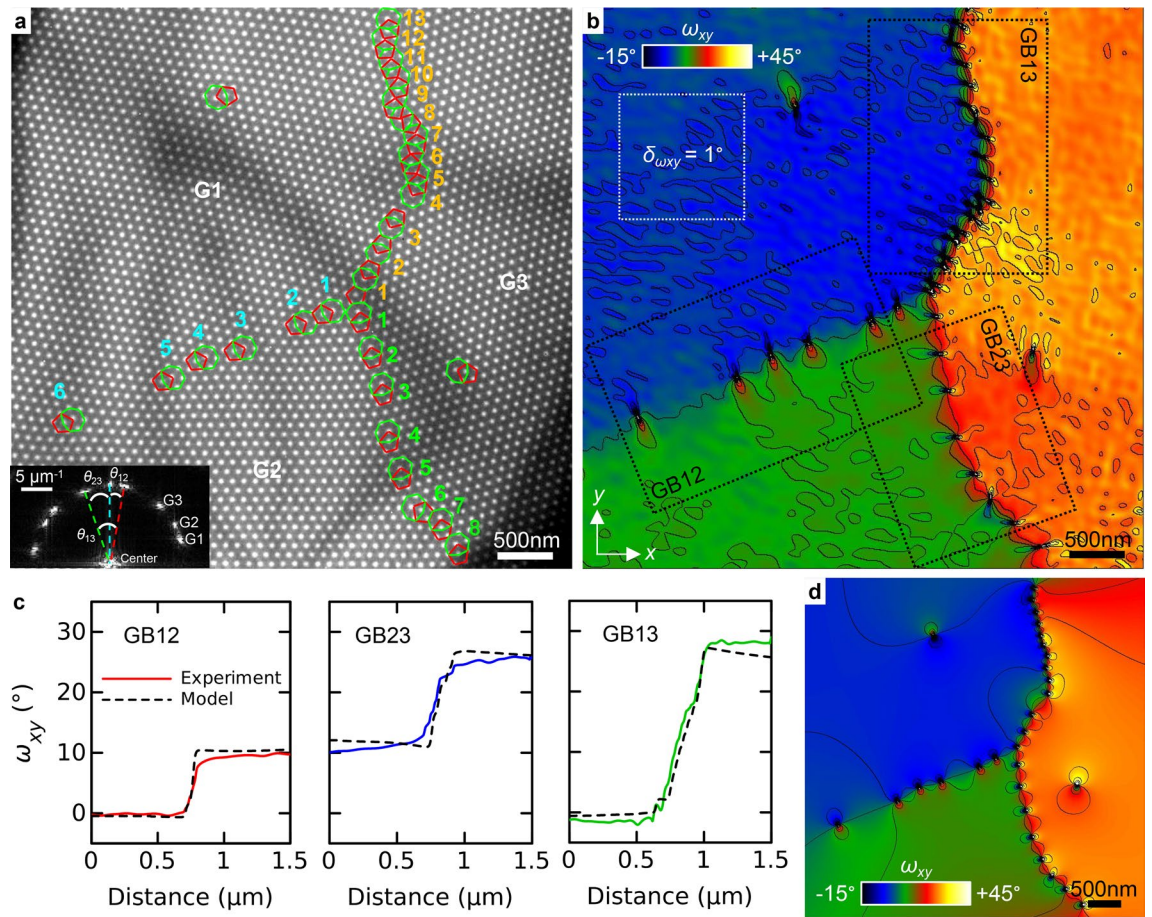 a
13
12
11
10
9
8
7
6
5
4
3
2
1
G1
G3
1
2
3
4
5
6
1
2
3
4
5
6
7
8
G2
5 µm-1
θ23
θ12
θ13
G3
G2
G1
Center
500nm
b
ωxy
-15°
+45°
δωxy = 1°
GB13
GB23
GB12
y
x
500nm
c
30
20
10
0
ωxy (°)
GB12
Experiment
Model
0 0.5 1 1.5
Distance (µm)
GB23
0 0.5 1 1.5
Distance (µm)
GB13
0 0.5 1 1.5
Distance (µm)
d
ωxy
-15°
+45°
500nm